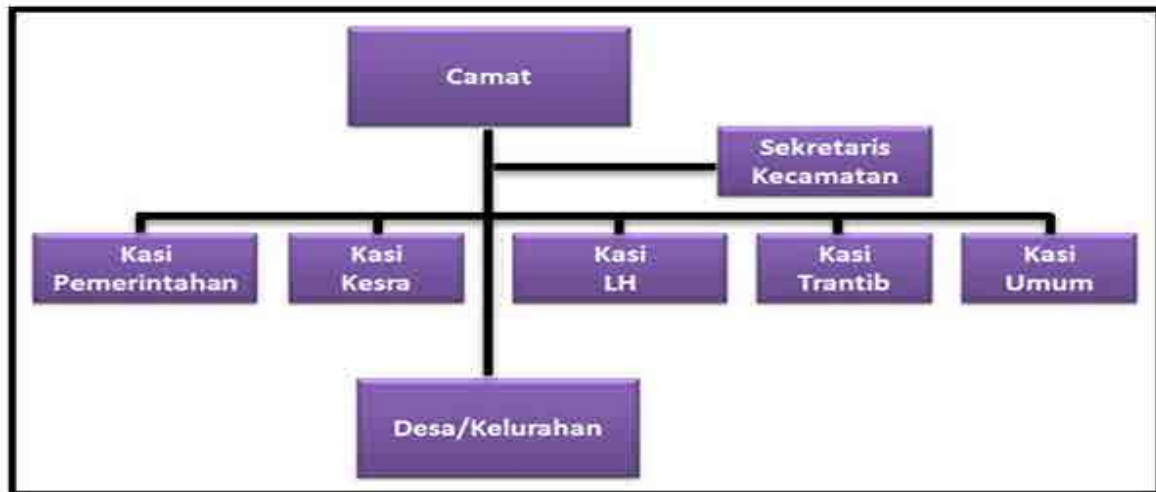 Camat
Sekretaris
Kecamatan
Kasi
Pemerintahan
Kasi
Kesra
Kasi
LH
Kasi
Trantib
Kasi
Umum
Desa/Kelurahan